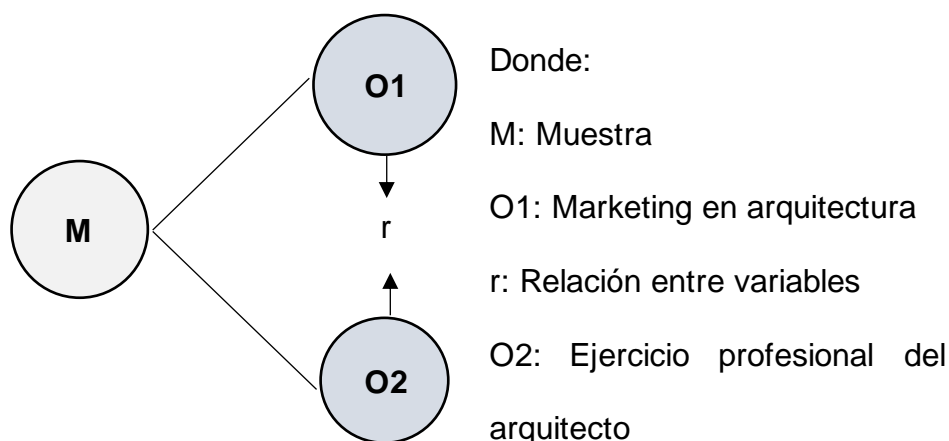 O1
Donde:
M: Muestra
M
O1: Marketing en arquitectura
r
r: Relación entre variables
O2
O2: Ejercicio profesional del
arquitecto